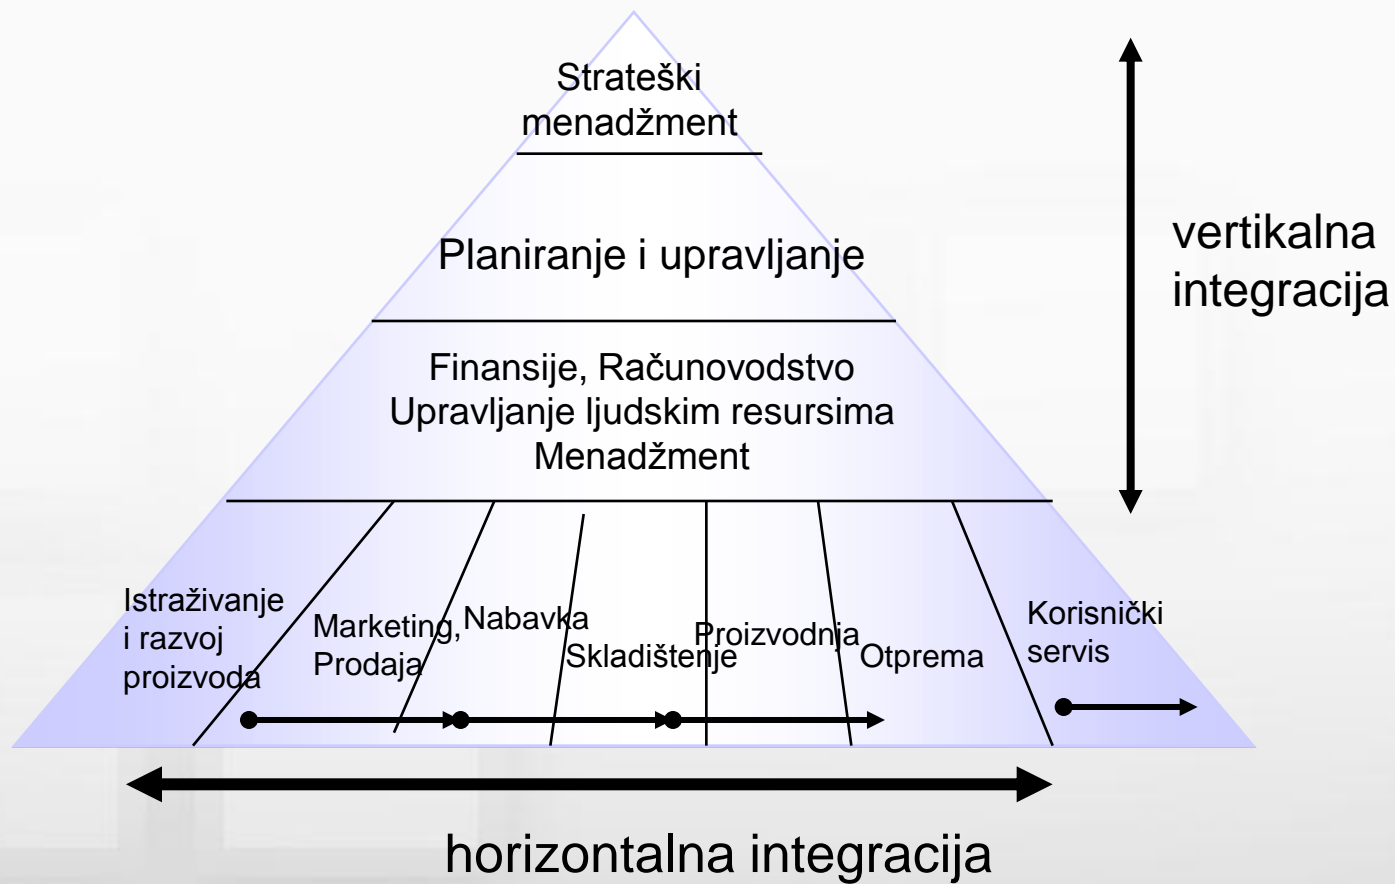 Strateški
menadžment
Planiranje i upravljanje
vertikalna
integracija
Finansije, Računovodstvo
Upravljanje ljudskim resursima
Menadžment
Istraživanje
i razvoj
proizvoda
Marketing,
Prodaja
Nabavka
Skladištenje
Proizvodnja
Otprema
Korisnički
servis
horizontalna integracija